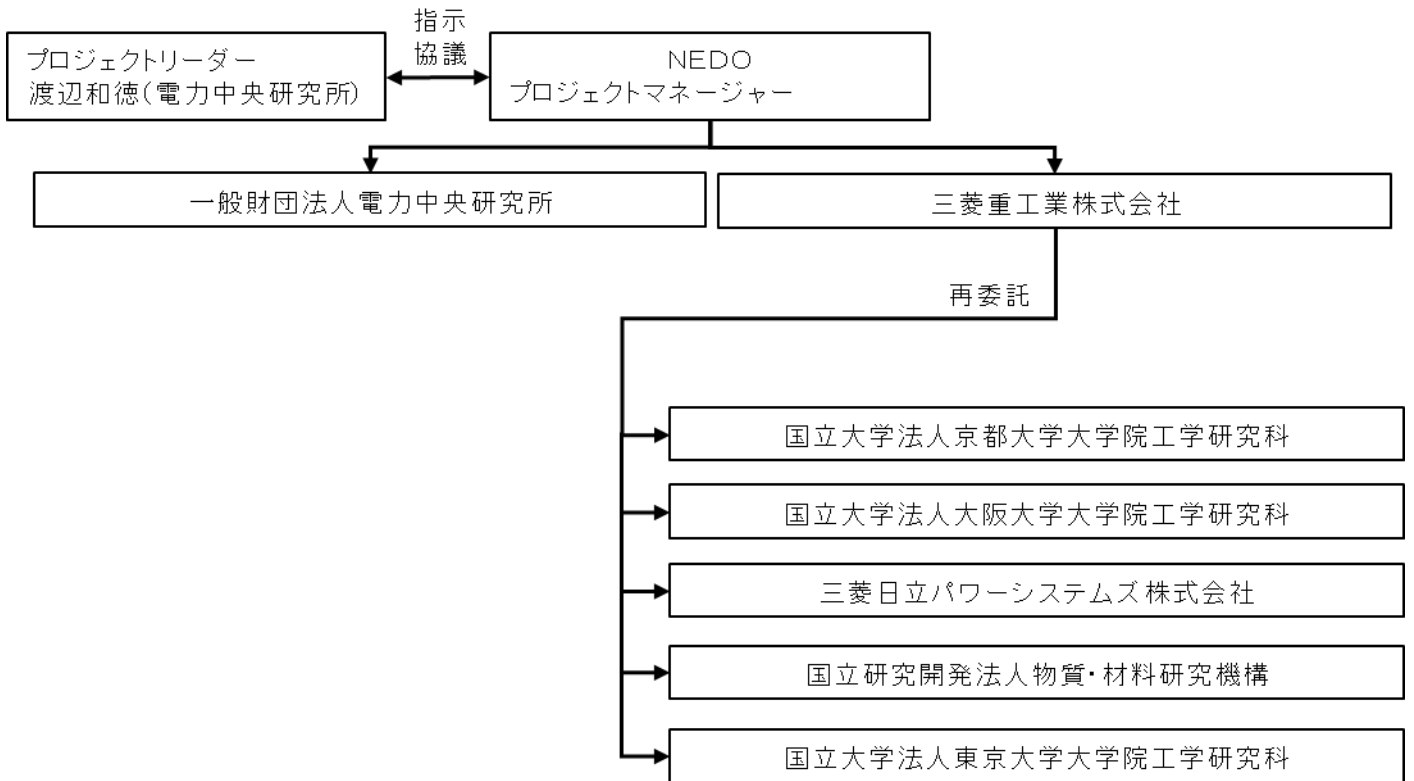 指示
協議
プロジェクトリーダー
渡辺和徳(電力中央研究所)
NEDO
プロジェクトマネージャー
一般財団法人電力中央研究所
三菱重工業株式会社
再委託
国立大学法人京都大学大学院工学研究科
国立大学法人大阪大学大学院工学研究科
三菱日立パワーシステムズ株式会社
国立研究開発法人物質・材料研究機構
国立大学法人東京大学大学院工学研究科